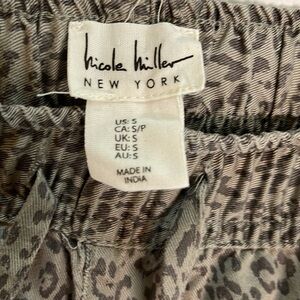 nicole miller
NEW YORK
US: S
CA: S/P
UK: S
EU: S
AU: S
MADE IN
INDIA